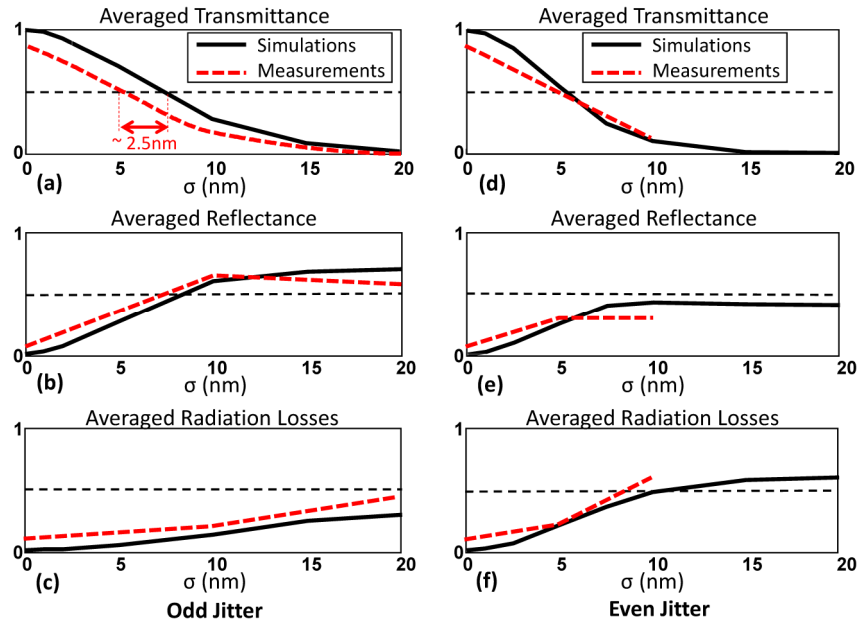 Averaged Transmittance
1
Simulations
Measurements
~ 2.5nm
0
0 5 10 15 20
(a)
σ (nm)
Averaged Reflectance
1
0
0 5 10 15 20
(b)
σ (nm)
Averaged Radiation Losses
1
0
0 5 10 15 20
(c)
σ (nm)
Odd Jitter
Averaged Transmittance
1
Simulations
Measurements
0
0 5 10 15 20
(d)
σ (nm)
Averaged Reflectance
1
0
0 5 10 15 20
(e)
σ (nm)
Averaged Radiation Losses
1
0
0 5 10 15 20
(f)
σ (nm)
Even Jitter